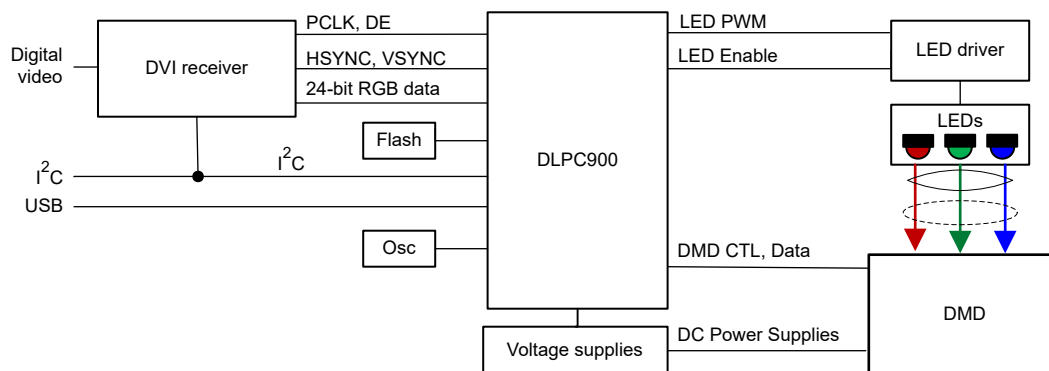 PCLK, DE
LED PWM
Digital
video
DVI receiver
HSYNC, VSYNC
LED Enable
LED driver
24-bit RGB data
LEDs
Flash
DLPC900
I²C
I²C
USB
Osc
DMD CTL, Data
DMD
Voltage supplies
DC Power Supplies